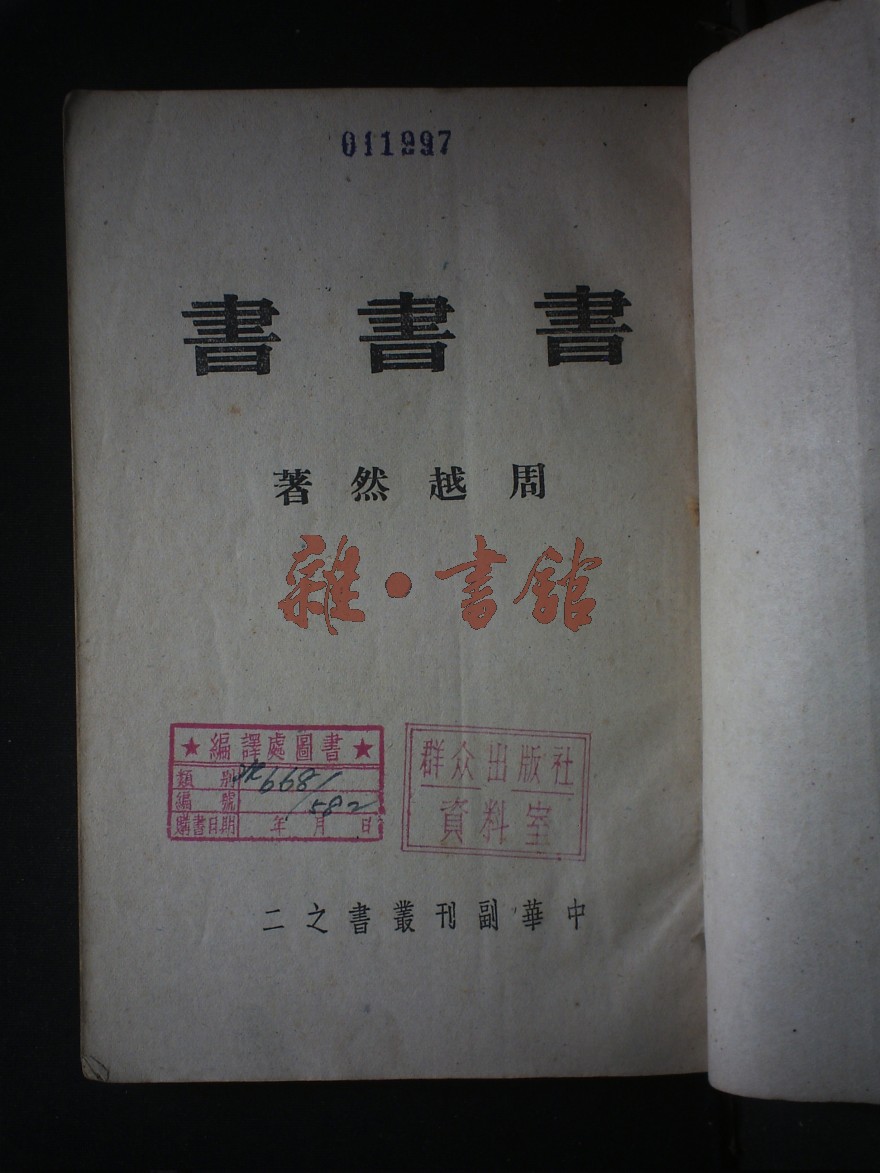 011997
書書書
周越然著
雜·書館
★編譯處圖書★
類別
9981
編號
582
購書日期 年 月 日
群众出版社
資料室
中華副刊叢書之二